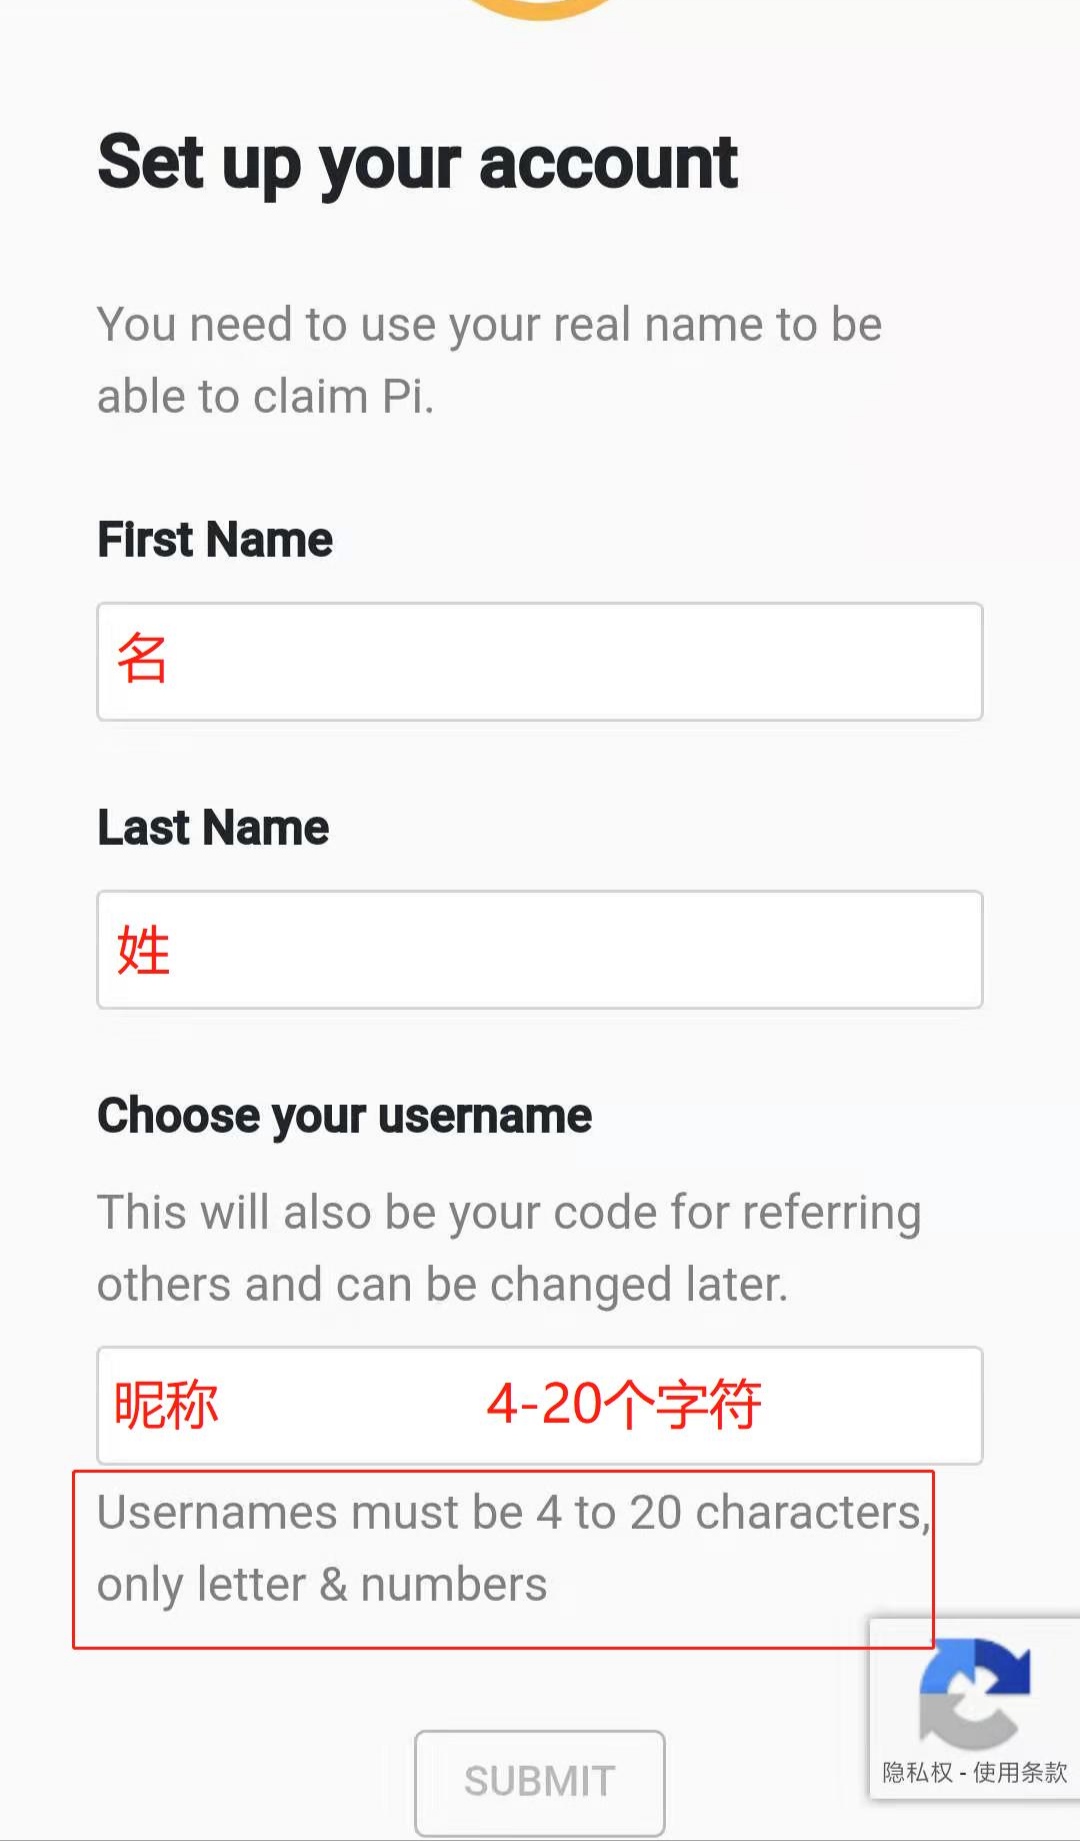 Set up your account
You need to use your real name to be
able to claim Pi.
First Name
名
Last Name
姓
Choose your username
This will also be your code for referring
others and can be changed later.
昵称 4-20个字符
Usernames must be 4 to 20 characters,
only letter & numbers
隐私权 - 使用条款
SUBMIT